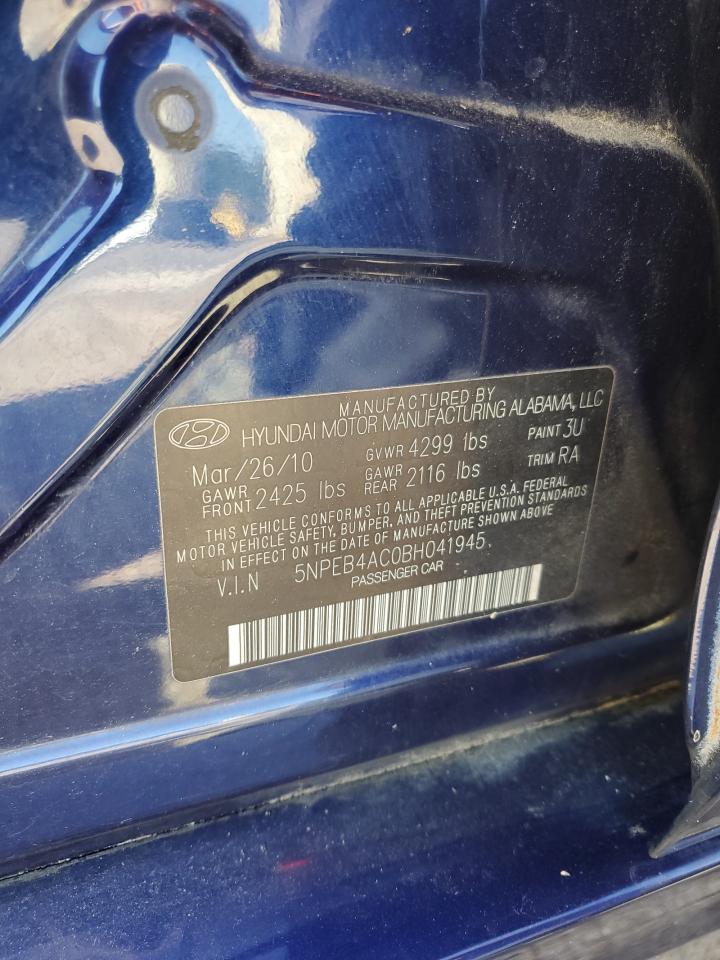 MANUFACTURED BY
HYUNDAI MOTOR MANUFACTURING ALABAMA, LLC
Mar/26/10 GVWR 4299 lbs PAINT 3U
GAWR FRONT 2425 lbs GAWR REAR 2116 lbs TRIM RA
THIS VEHICLE CONFORMS TO ALL APPLICABLE U.S.A. FEDERAL
MOTOR VEHICLE SAFETY, BUMPER, AND THEFT PREVENTION STANDARDS
IN EFFECT ON THE DATE OF MANUFACTURE SHOWN ABOVE
V.I.N 5NPEB4AC0BH041945
PASSENGER CAR